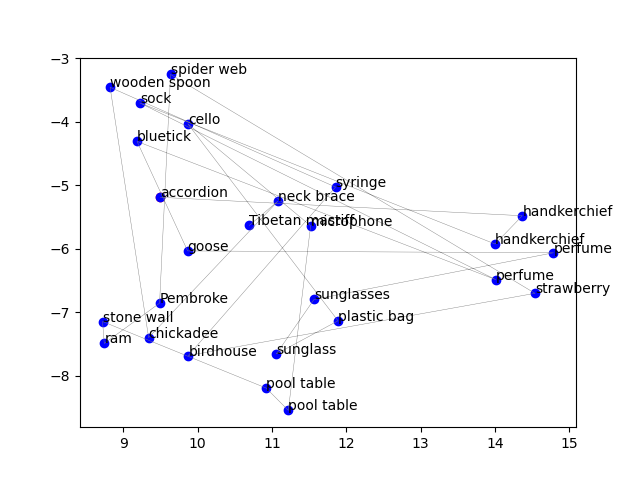 −3
spider web
wooden spoon
sock
−4
cello
bluetick
−5
syringe
accordion
neck brace
handkerchief
Tibetan mastiff
microphone
−6
handkerchief
goose
perfume
perfume
strawberry
−7
Pembroke
sunglasses
stone wall
plastic bag
ram
chickadee
birdhouse
sunglass
−8
pool table
pool table
9 10 11 12 13 14 15